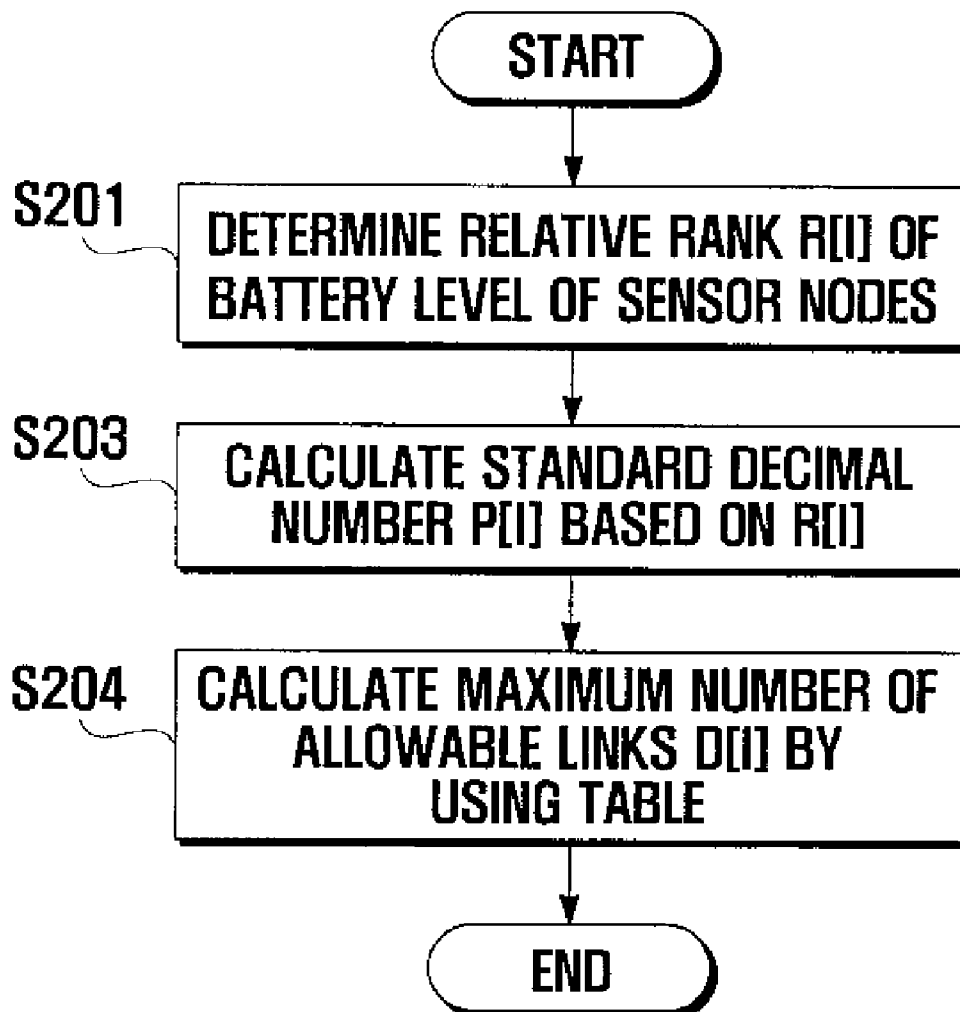 START
S201
DETERMINE RELATIVE RANK R[I] OF
BATTERY LEVEL OF SENSOR NODES
S203
CALCULATE STANDARD DECIMAL
NUMBER P[I] BASED ON R[I]
S204
CALCULATE MAXIMUM NUMBER OF
ALLOWABLE LINKS D[I] BY
USING TABLE
END